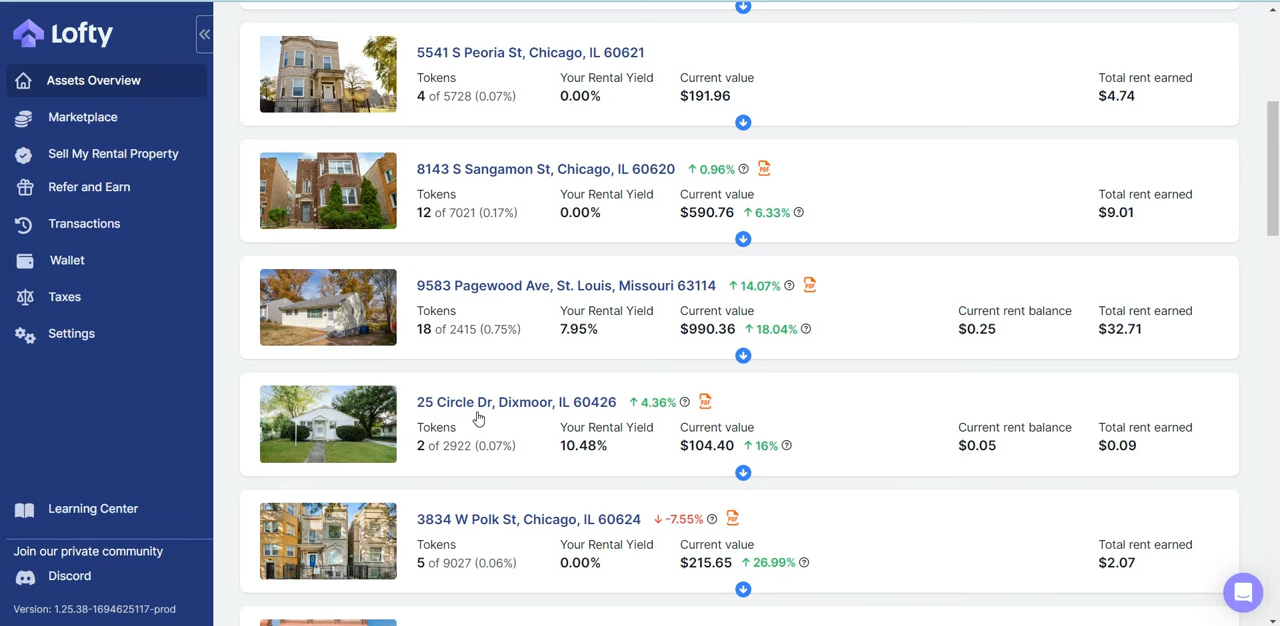 Lofty
Assets Overview
Marketplace
Sell My Rental Property
Refer and Earn
Transactions
Wallet
Taxes
Settings
Learning Center
Join our private community
Discord
Version: 1.25.38-1694625117-prod
5541 S Peoria St, Chicago, IL 60621
Tokens Your Rental Yield Current value Total rent earned
4 of 5728 (0.07%) 0.00% $191.96 $4.74
8143 S Sangamon St, Chicago, IL 60620 ↑ 0.96% ? PDF
Tokens Your Rental Yield Current value Total rent earned
12 of 7021 (0.17%) 0.00% $590.76 ↑ 6.33% ? $9.01
9583 Pagewood Ave, St. Louis, Missouri 63114 ↑ 14.07% ? PDF
Tokens Your Rental Yield Current value Current rent balance Total rent earned
18 of 2415 (0.75%) 7.95% $990.36 ↑ 18.04% ? $0.25 $32.71
25 Circle Dr, Dixmoor, IL 60426 ↑ 4.36% ? PDF
Tokens Your Rental Yield Current value Current rent balance Total rent earned
2 of 2922 (0.07%) 10.48% $104.40 ↑ 16% ? $0.05 $0.09
3834 W Polk St, Chicago, IL 60624 ↓ -7.55% ? PDF
Tokens Your Rental Yield Current value Total rent earned
5 of 9027 (0.06%) 0.00% $215.65 ↑ 26.99% ? $2.07